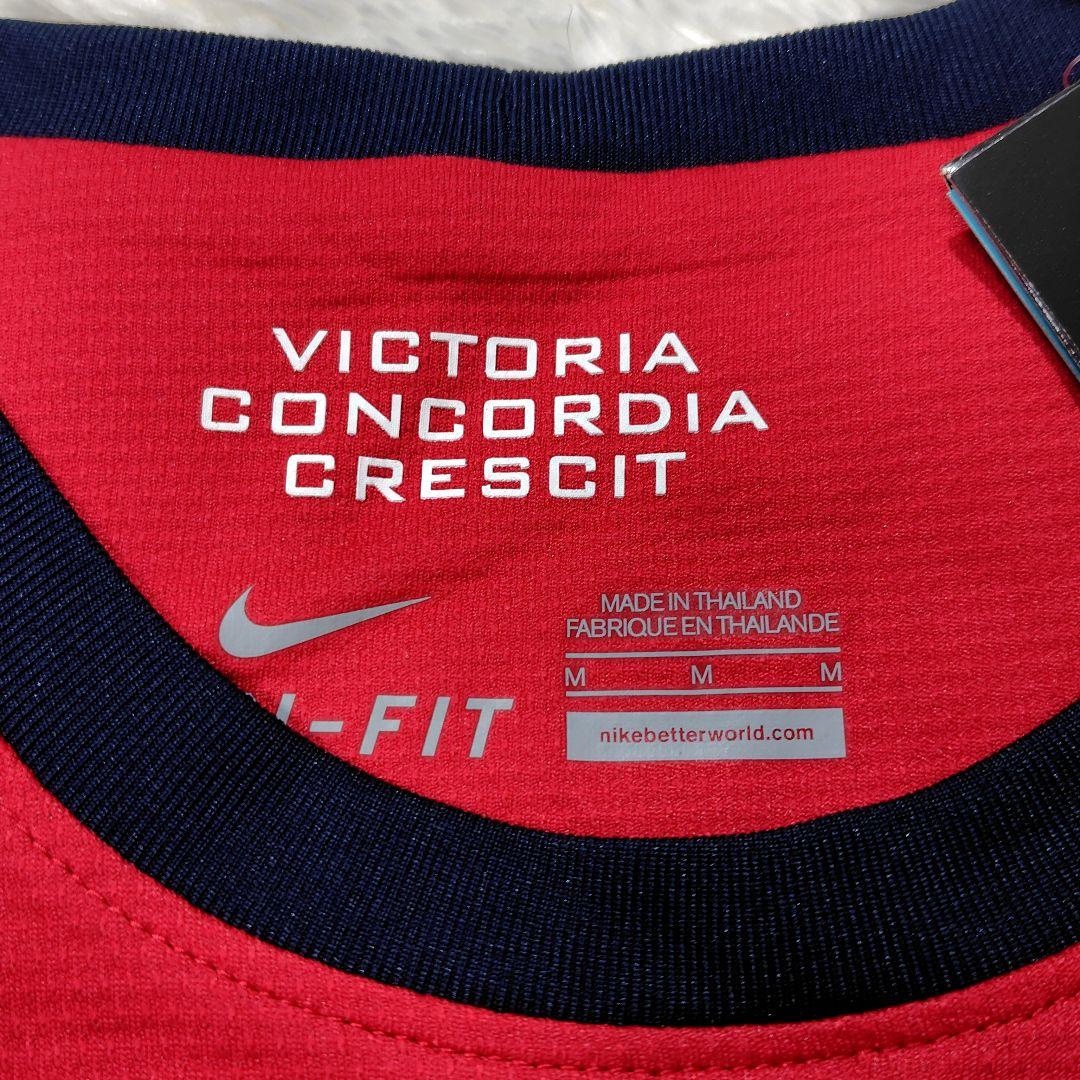 VICTORIA
CONCORDIA
CRESCIT
MADE IN THAILAND
FABRIQUE EN THAILANDE
M M M
-FIT
nikebetterworld.com